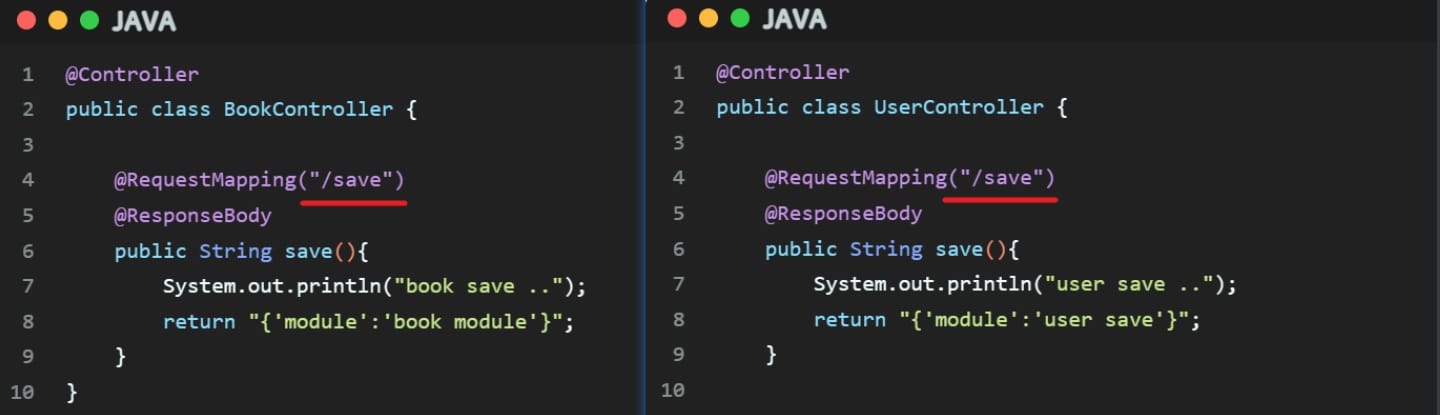 JAVA
1 @Controller
2 public class BookController {
3
4 @RequestMapping("/save")
5 @ResponseBody
6 public String save(){
7 System.out.println("book save ..");
8 return "{'module':'book module'}";
9 }
10 }
JAVA
1 @Controller
2 public class UserController {
3
4 @RequestMapping("/save")
5 @ResponseBody
6 public String save(){
7 System.out.println("user save ..");
8 return "{'module':'user save'}";
9 }
10